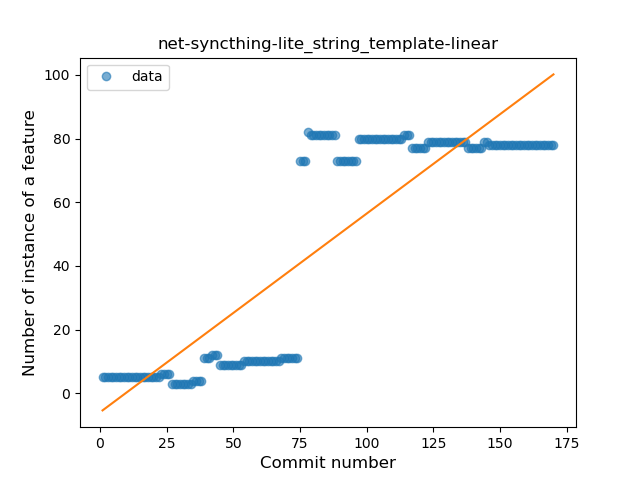 net-syncthing-lite_string_template-linear
data
Number of instance of a feature
100
80
60
40
20
0
0 25 50 75 100 125 150 175
Commit number